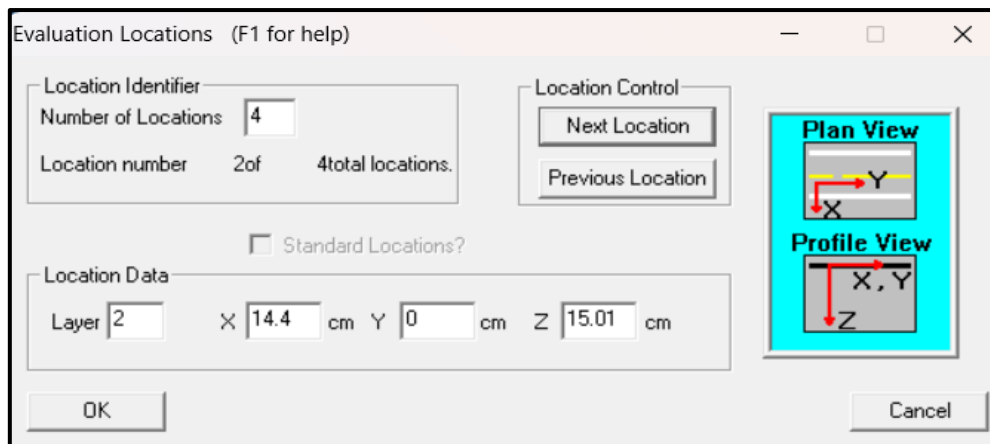 Evaluation Locations (F1 for help)
Location Identifier
Number of Locations 4
Location number 2of 4total locations.
Location Control
Next Location
Previous Location
Standard Locations?
Location Data
Layer 2 X 14.4 cm Y 0 cm Z 15.01 cm
Plan View
Y
X
Profile View
X, Y
Z
OK
Cancel